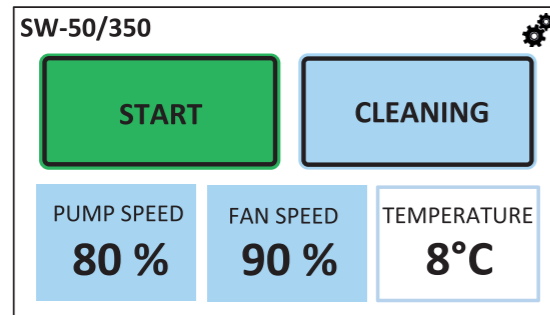 SW-50/350
START
CLEANING
PUMP SPEED
80 %
FAN SPEED
90 %
TEMPERATURE
8°C